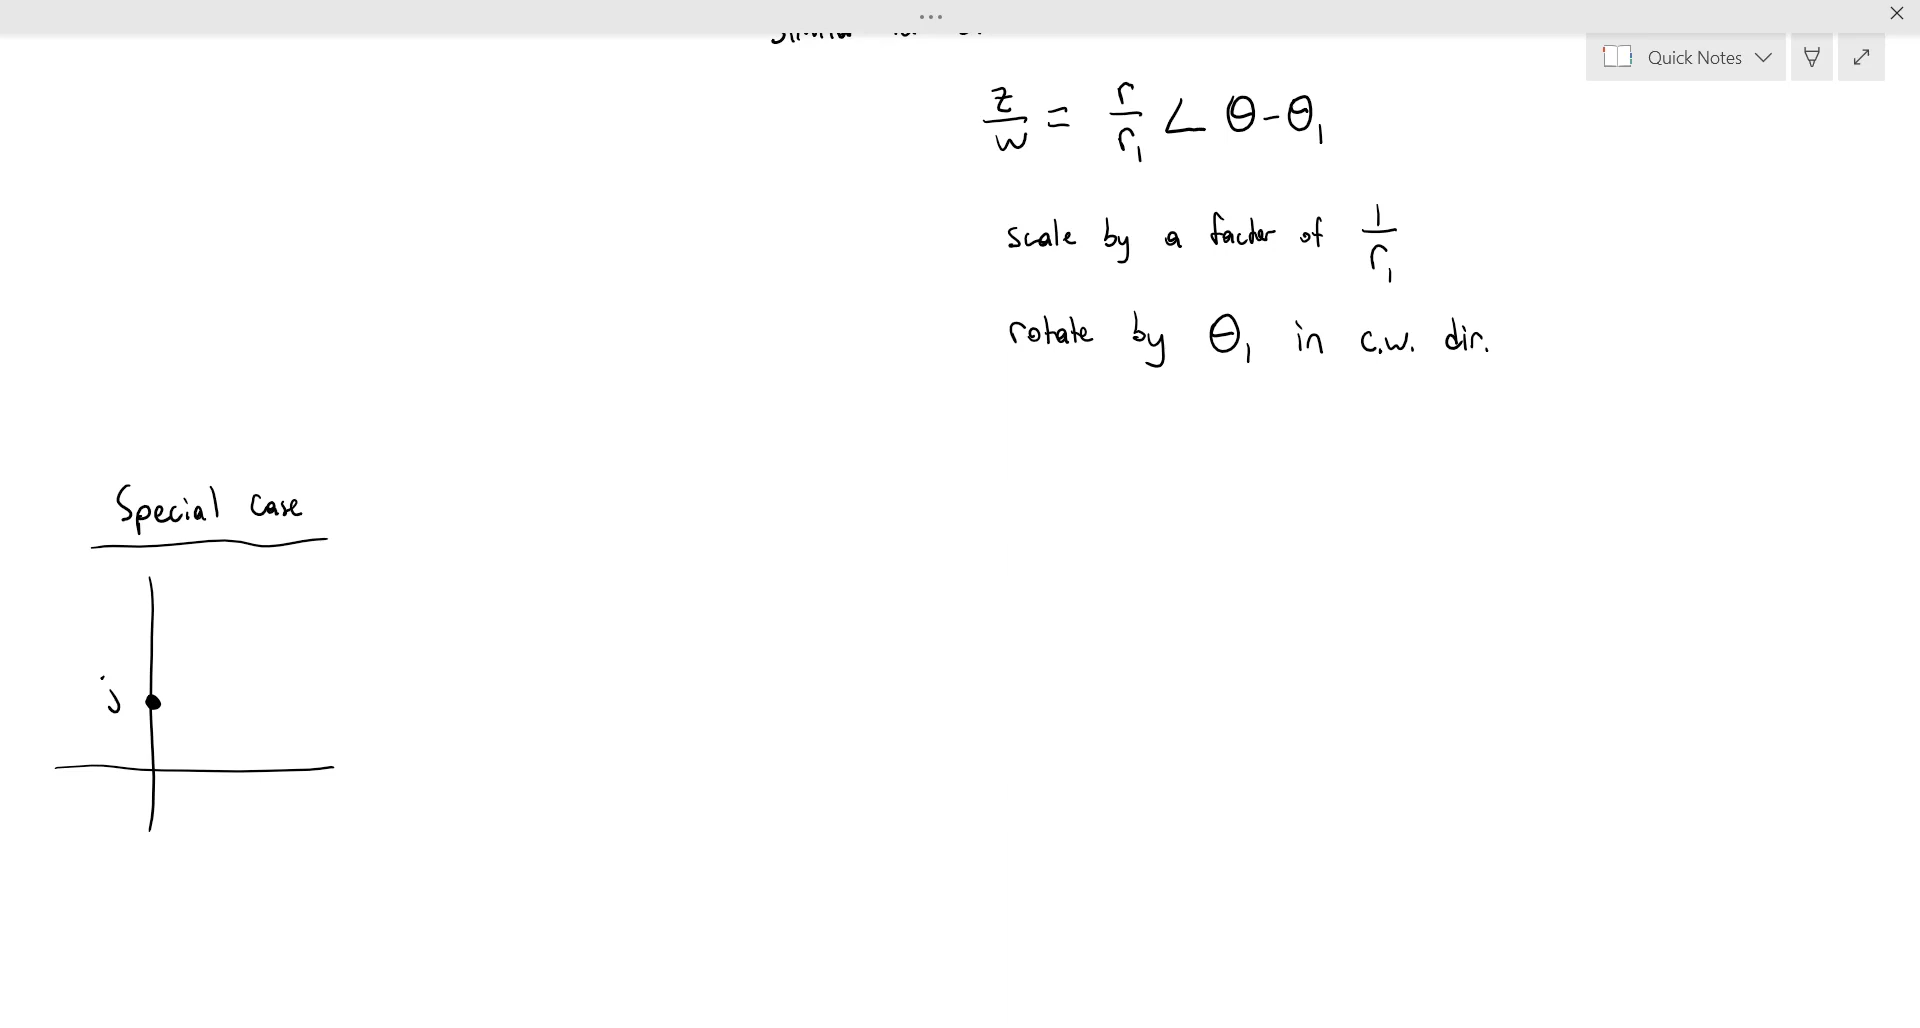 Quick Notes
z/w = r/r₁ ∠ θ-θ₁
scale by a factor of 1/r₁
rotate by θ₁ in c.w. dir.
Special case
j